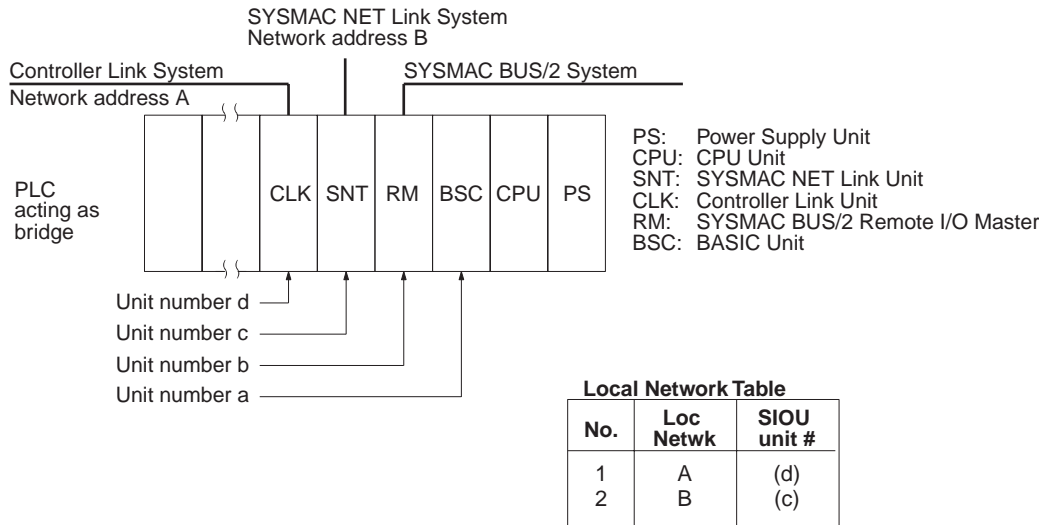 SYSMAC NET Link System
Network address B
Controller Link System
SYSMAC BUS/2 System
Network address A
PLC
acting as
bridge
CLK SNT RM BSC CPU PS
PS: Power Supply Unit
CPU: CPU Unit
SNT: SYSMAC NET Link Unit
CLK: Controller Link Unit
RM: SYSMAC BUS/2 Remote I/O Master
BSC: BASIC Unit
Unit number d
Unit number c
Unit number b
Unit number a
Local Network Table
No. Loc Netwk SIOU unit #
1 A (d)
2 B (c)